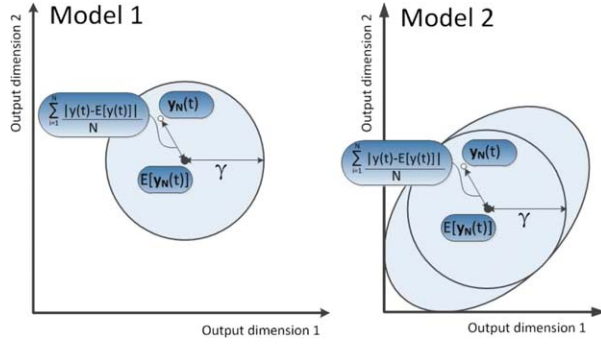 Model 1
Output dimension 2
N
∑ |y(t)-E[y(t)]|
i=1 N
y_N(t)
E[y_N(t)]
γ
Output dimension 1
Model 2
Output dimension 2
N
∑ |y(t)-E[y(t)]|
i=1 N
y_N(t)
E[y_N(t)]
γ
Output dimension 1